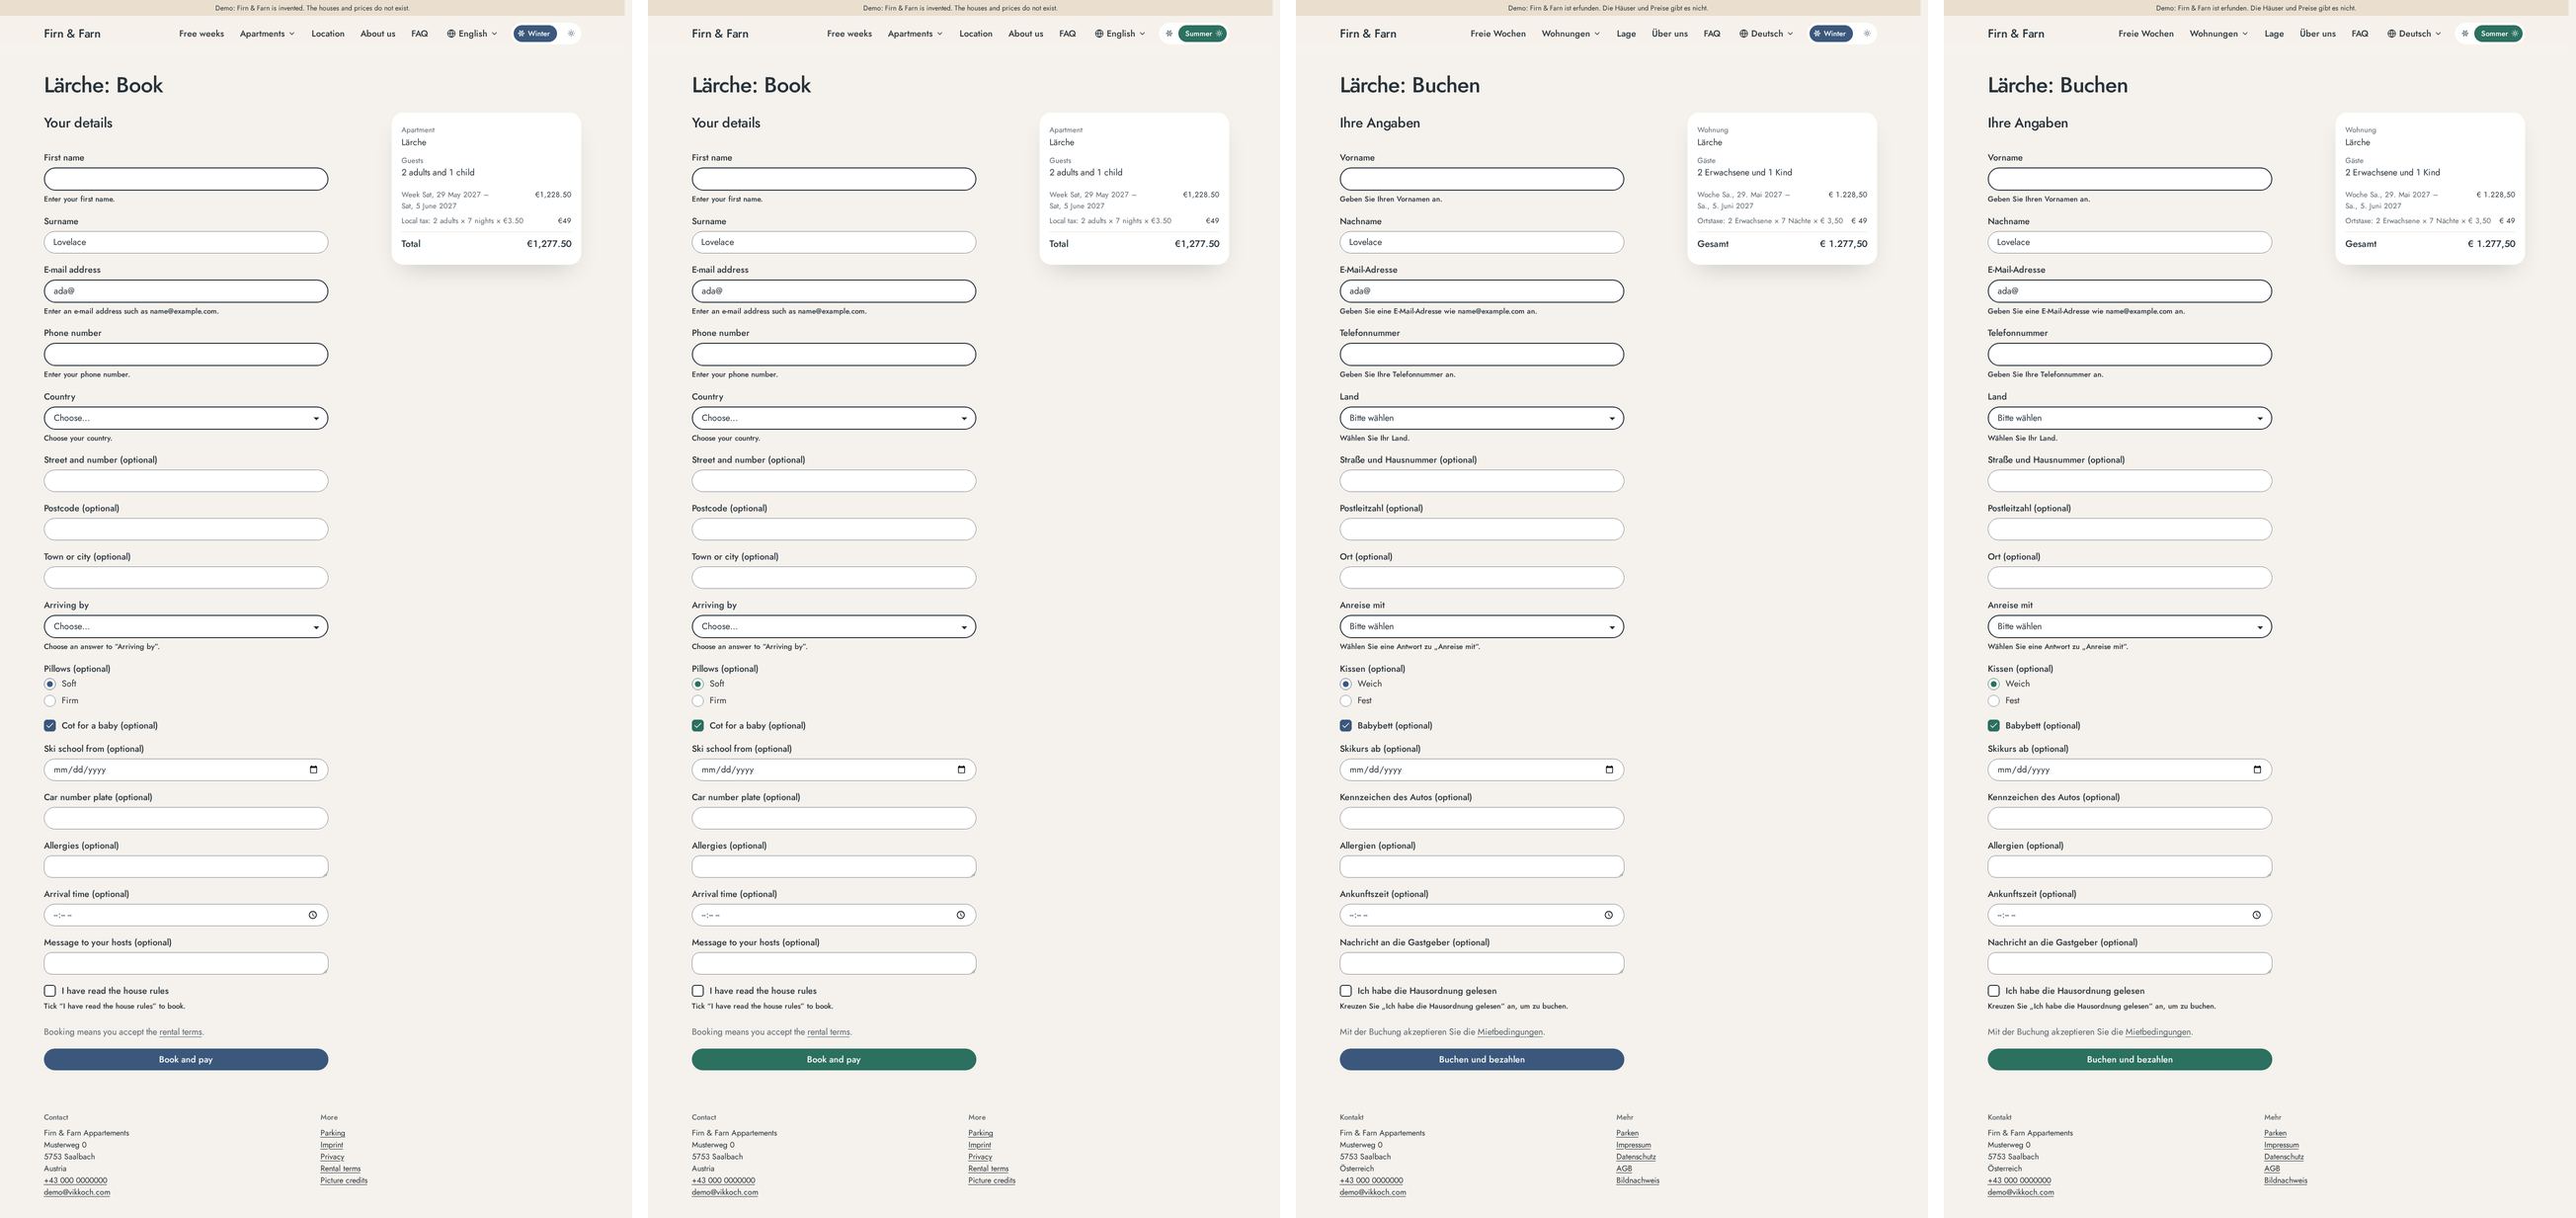 Demo: Firn & Farn is invented. The houses and prices do not exist.
Firn & Farn
Free weeks
Apartments
Location
About us
FAQ
English
Winter
Lärche: Book
Your details
First name
Enter your first name.
Surname
Lovelace
E-mail address
ada@
Enter an e-mail address such as name@example.com.
Phone number
Enter your phone number.
Country
Choose...
Choose your country.
Street and number (optional)
Postcode (optional)
Town or city (optional)
Arriving by
Choose...
Choose an answer to “Arriving by”.
Pillows (optional)
Soft
Firm
Cot for a baby (optional)
Ski school from (optional)
mm/dd/yyyy
Car number plate (optional)
Allergies (optional)
Arrival time (optional)
--:-- --
Message to your hosts (optional)
I have read the house rules
Tick “I have read the house rules” to book.
Booking means you accept the rental terms.
Book and pay
Apartment
Lärche
Guests
2 adults and 1 child
Week Sat, 29 May 2027 – €1,228.50
Sat, 5 June 2027
Local tax: 2 adults × 7 nights × €3.50 €49
Total €1,277.50
Contact
Firn & Farn Appartements
Musterweg 0
5753 Saalbach
Austria
+43 000 0000000
demo@vikkoch.com
More
Parking
Imprint
Privacy
Rental terms
Picture credits
Demo: Firn & Farn is invented. The houses and prices do not exist.
Firn & Farn
Free weeks
Apartments
Location
About us
FAQ
English
Summer
Lärche: Book
Your details
First name
Enter your first name.
Surname
Lovelace
E-mail address
ada@
Enter an e-mail address such as name@example.com.
Phone number
Enter your phone number.
Country
Choose...
Choose your country.
Street and number (optional)
Postcode (optional)
Town or city (optional)
Arriving by
Choose...
Choose an answer to “Arriving by”.
Pillows (optional)
Soft
Firm
Cot for a baby (optional)
Ski school from (optional)
mm/dd/yyyy
Car number plate (optional)
Allergies (optional)
Arrival time (optional)
--:-- --
Message to your hosts (optional)
I have read the house rules
Tick “I have read the house rules” to book.
Booking means you accept the rental terms.
Book and pay
Apartment
Lärche
Guests
2 adults and 1 child
Week Sat, 29 May 2027 – €1,228.50
Sat, 5 June 2027
Local tax: 2 adults × 7 nights × €3.50 €49
Total €1,277.50
Contact
Firn & Farn Appartements
Musterweg 0
5753 Saalbach
Austria
+43 000 0000000
demo@vikkoch.com
More
Parking
Imprint
Privacy
Rental terms
Picture credits
Demo: Firn & Farn ist erfunden. Die Häuser und Preise gibt es nicht.
Firn & Farn
Freie Wochen
Wohnungen
Lage
Über uns
FAQ
Deutsch
Winter
Lärche: Buchen
Ihre Angaben
Vorname
Geben Sie Ihren Vornamen an.
Nachname
Lovelace
E-Mail-Adresse
ada@
Geben Sie eine E-Mail-Adresse wie name@example.com an.
Telefonnummer
Geben Sie Ihre Telefonnummer an.
Land
Bitte wählen
Wählen Sie Ihr Land.
Straße und Hausnummer (optional)
Postleitzahl (optional)
Ort (optional)
Anreise mit
Bitte wählen
Wählen Sie eine Antwort zu „Anreise mit“.
Kissen (optional)
Weich
Fest
Babybett (optional)
Skikurs ab (optional)
mm/dd/yyyy
Kennzeichen des Autos (optional)
Allergien (optional)
Ankunftszeit (optional)
--:-- --
Nachricht an die Gastgeber (optional)
Ich habe die Hausordnung gelesen
Kreuzen Sie „Ich habe die Hausordnung gelesen“ an, um zu buchen.
Mit der Buchung akzeptieren Sie die Mietbedingungen.
Buchen und bezahlen
Wohnung
Lärche
Gäste
2 Erwachsene und 1 Kind
Woche Sa., 29. Mai 2027 – € 1.228,50
Sa., 5. Juni 2027
Ortstaxe: 2 Erwachsene × 7 Nächte × € 3,50 € 49
Gesamt € 1.277,50
Kontakt
Firn & Farn Appartements
Musterweg 0
5753 Saalbach
Österreich
+43 000 0000000
demo@vikkoch.com
Mehr
Parken
Impressum
Datenschutz
AGB
Bildnachweis
Demo: Firn & Farn ist erfunden. Die Häuser und Preise gibt es nicht.
Firn & Farn
Freie Wochen
Wohnungen
Lage
Über uns
FAQ
Deutsch
Sommer
Lärche: Buchen
Ihre Angaben
Vorname
Geben Sie Ihren Vornamen an.
Nachname
Lovelace
E-Mail-Adresse
ada@
Geben Sie eine E-Mail-Adresse wie name@example.com an.
Telefonnummer
Geben Sie Ihre Telefonnummer an.
Land
Bitte wählen
Wählen Sie Ihr Land.
Straße und Hausnummer (optional)
Postleitzahl (optional)
Ort (optional)
Anreise mit
Bitte wählen
Wählen Sie eine Antwort zu „Anreise mit“.
Kissen (optional)
Weich
Fest
Babybett (optional)
Skikurs ab (optional)
mm/dd/yyyy
Kennzeichen des Autos (optional)
Allergien (optional)
Ankunftszeit (optional)
--:-- --
Nachricht an die Gastgeber (optional)
Ich habe die Hausordnung gelesen
Kreuzen Sie „Ich habe die Hausordnung gelesen“ an, um zu buchen.
Mit der Buchung akzeptieren Sie die Mietbedingungen.
Buchen und bezahlen
Wohnung
Lärche
Gäste
2 Erwachsene und 1 Kind
Woche Sa., 29. Mai 2027 – € 1.228,50
Sa., 5. Juni 2027
Ortstaxe: 2 Erwachsene × 7 Nächte × € 3,50 € 49
Gesamt € 1.277,50
Kontakt
Firn & Farn Appartements
Musterweg 0
5753 Saalbach
Österreich
+43 000 0000000
demo@vikkoch.com
Mehr
Parken
Impressum
Datenschutz
AGB
Bildnachweis